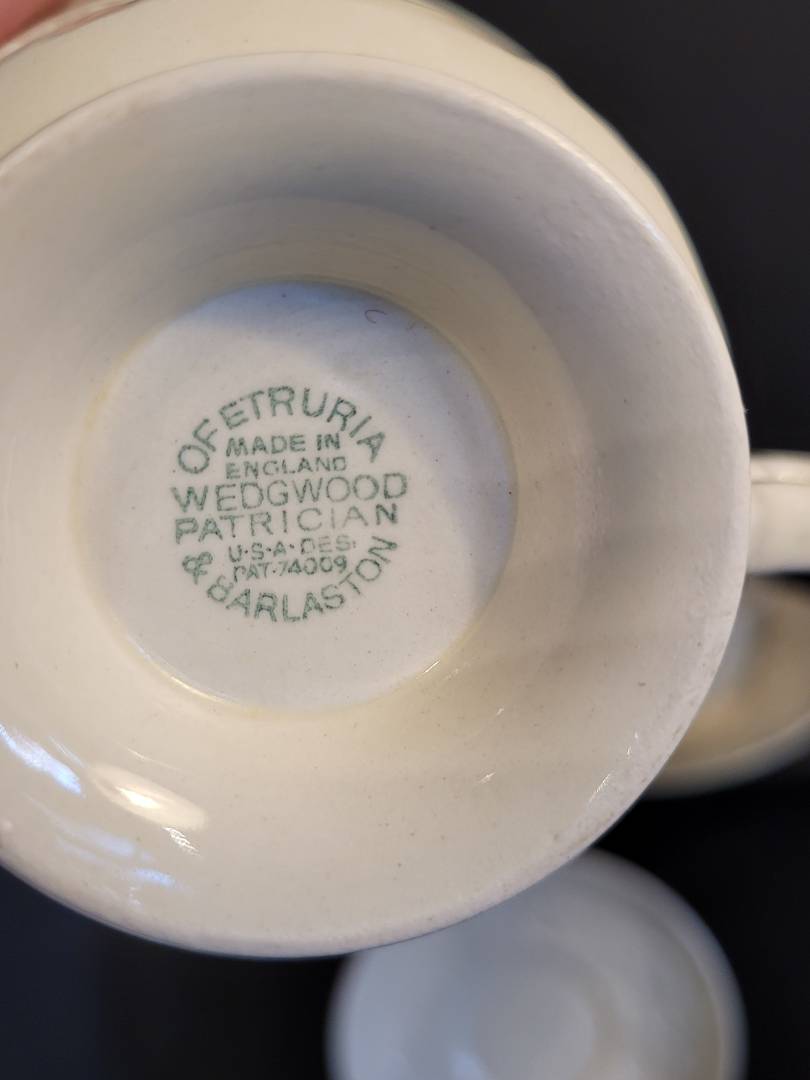 OF ETRURIA
MADE IN
ENGLAND
WEDGWOOD
PATRICIAN
U·S·A·DES·
PAT·74009
& BARLASTON